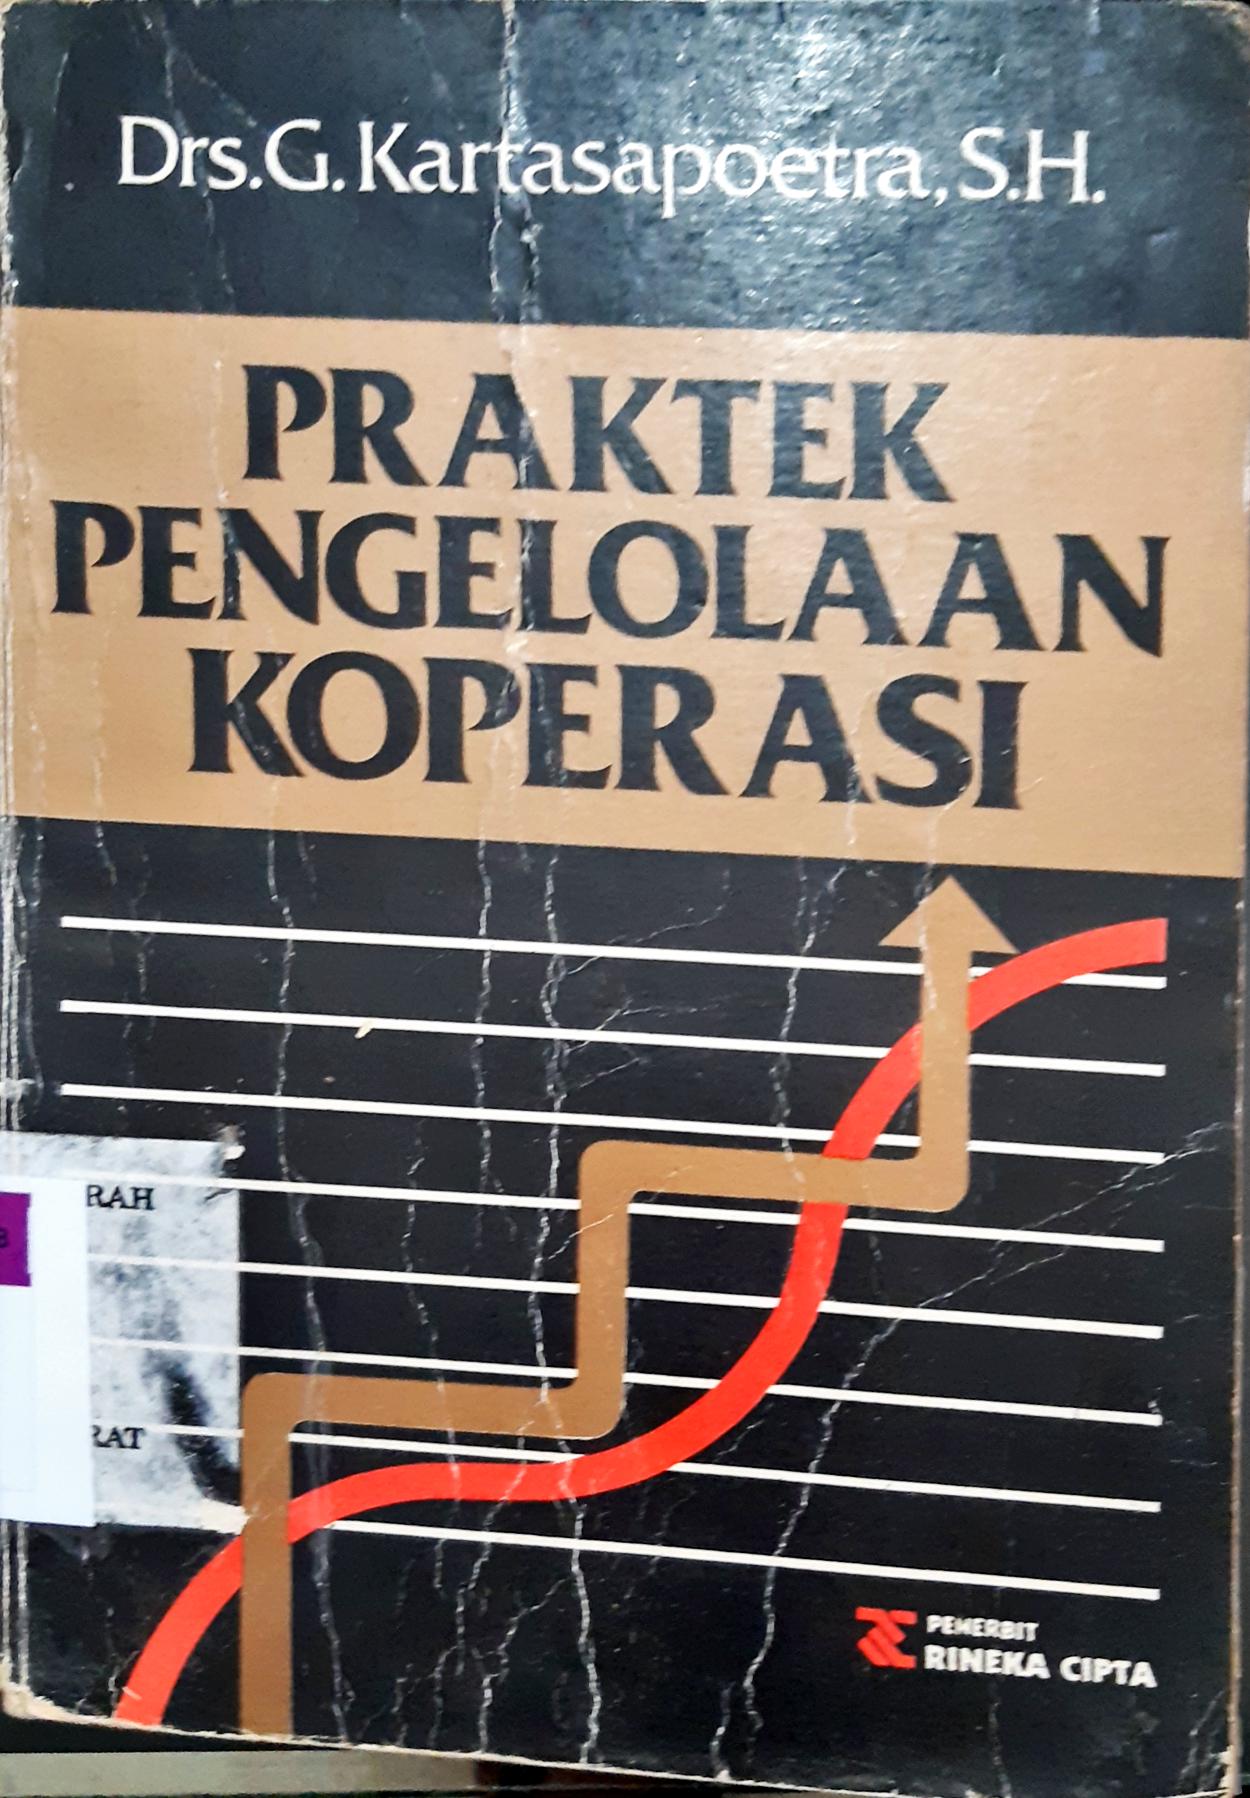 Drs.G.Kartasapoetra, S.H.
PRAKTEK
PENGELOLAAN
KOPERASI
RAH
RAT
PENERBIT
RINEKA CIPTA